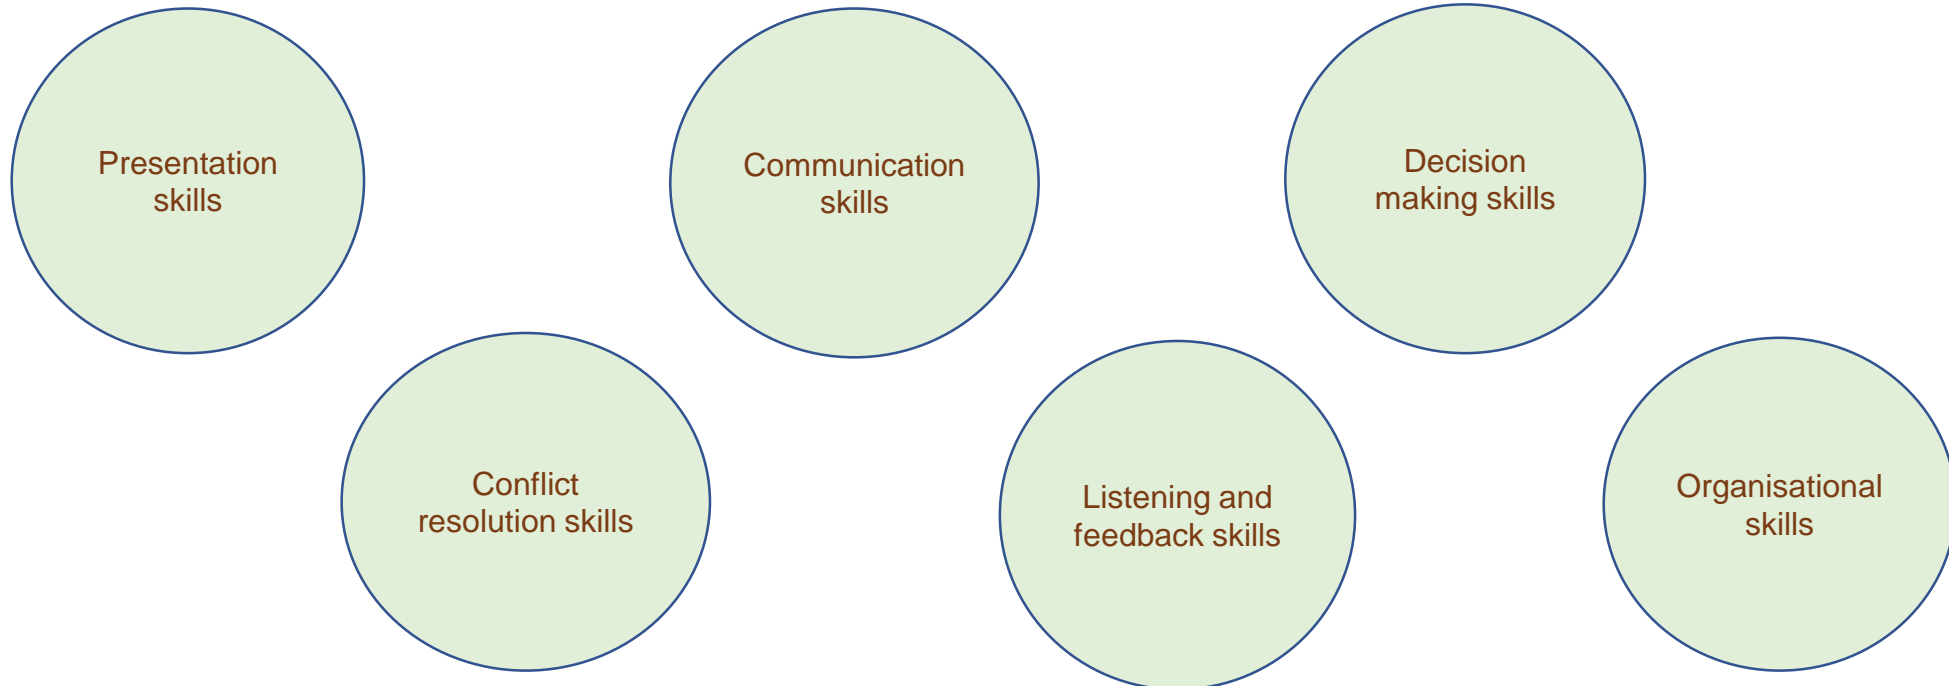 Presentation
skills
Communication
skills
Decision
making skills
Conflict
resolution skills
Listening and
feedback skills
Organisational
skills